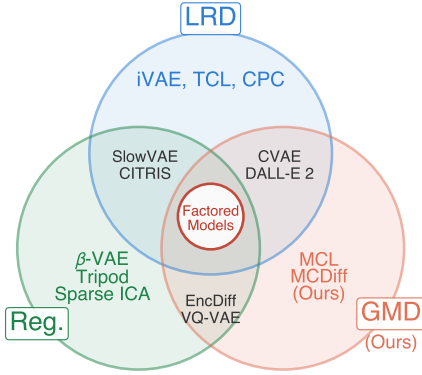 LRD
iVAE, TCL, CPC
SlowVAE
CITRIS
CVAE
DALL-E 2
Factored
Models
β-VAE
Tripod
Sparse ICA
MCL
MCDiff
(Ours)
EncDiff
VQ-VAE
Reg.
GMD
(Ours)